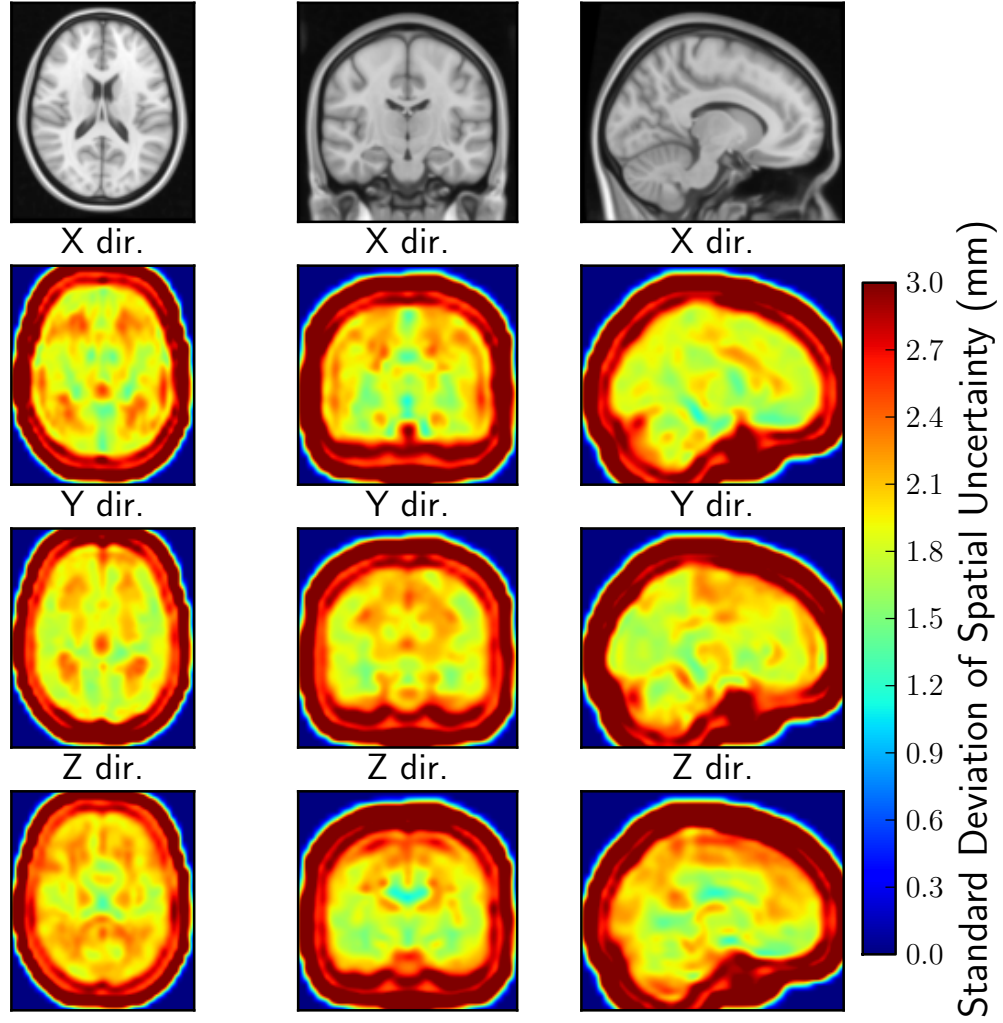 X dir.
X dir.
X dir.
Y dir.
Y dir.
Y dir.
Z dir.
Z dir.
Z dir.
3.0
2.7
2.4
2.1
1.8
1.5
1.2
0.9
0.6
0.3
0.0
Standard Deviation of Spatial Uncertainty (mm)